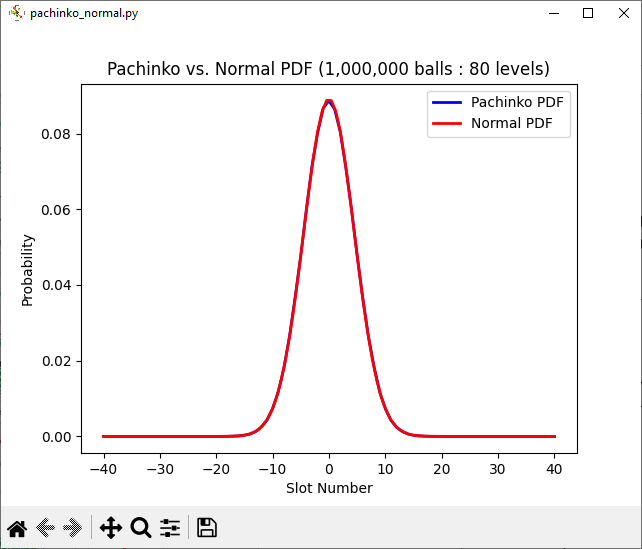 pachinko_normal.py
Pachinko vs. Normal PDF (1,000,000 balls : 80 levels)
Pachinko PDF
Normal PDF
0.08
0.06
0.04
0.02
0.00
Probability
−40 −30 −20 −10 0 10 20 30 40
Slot Number